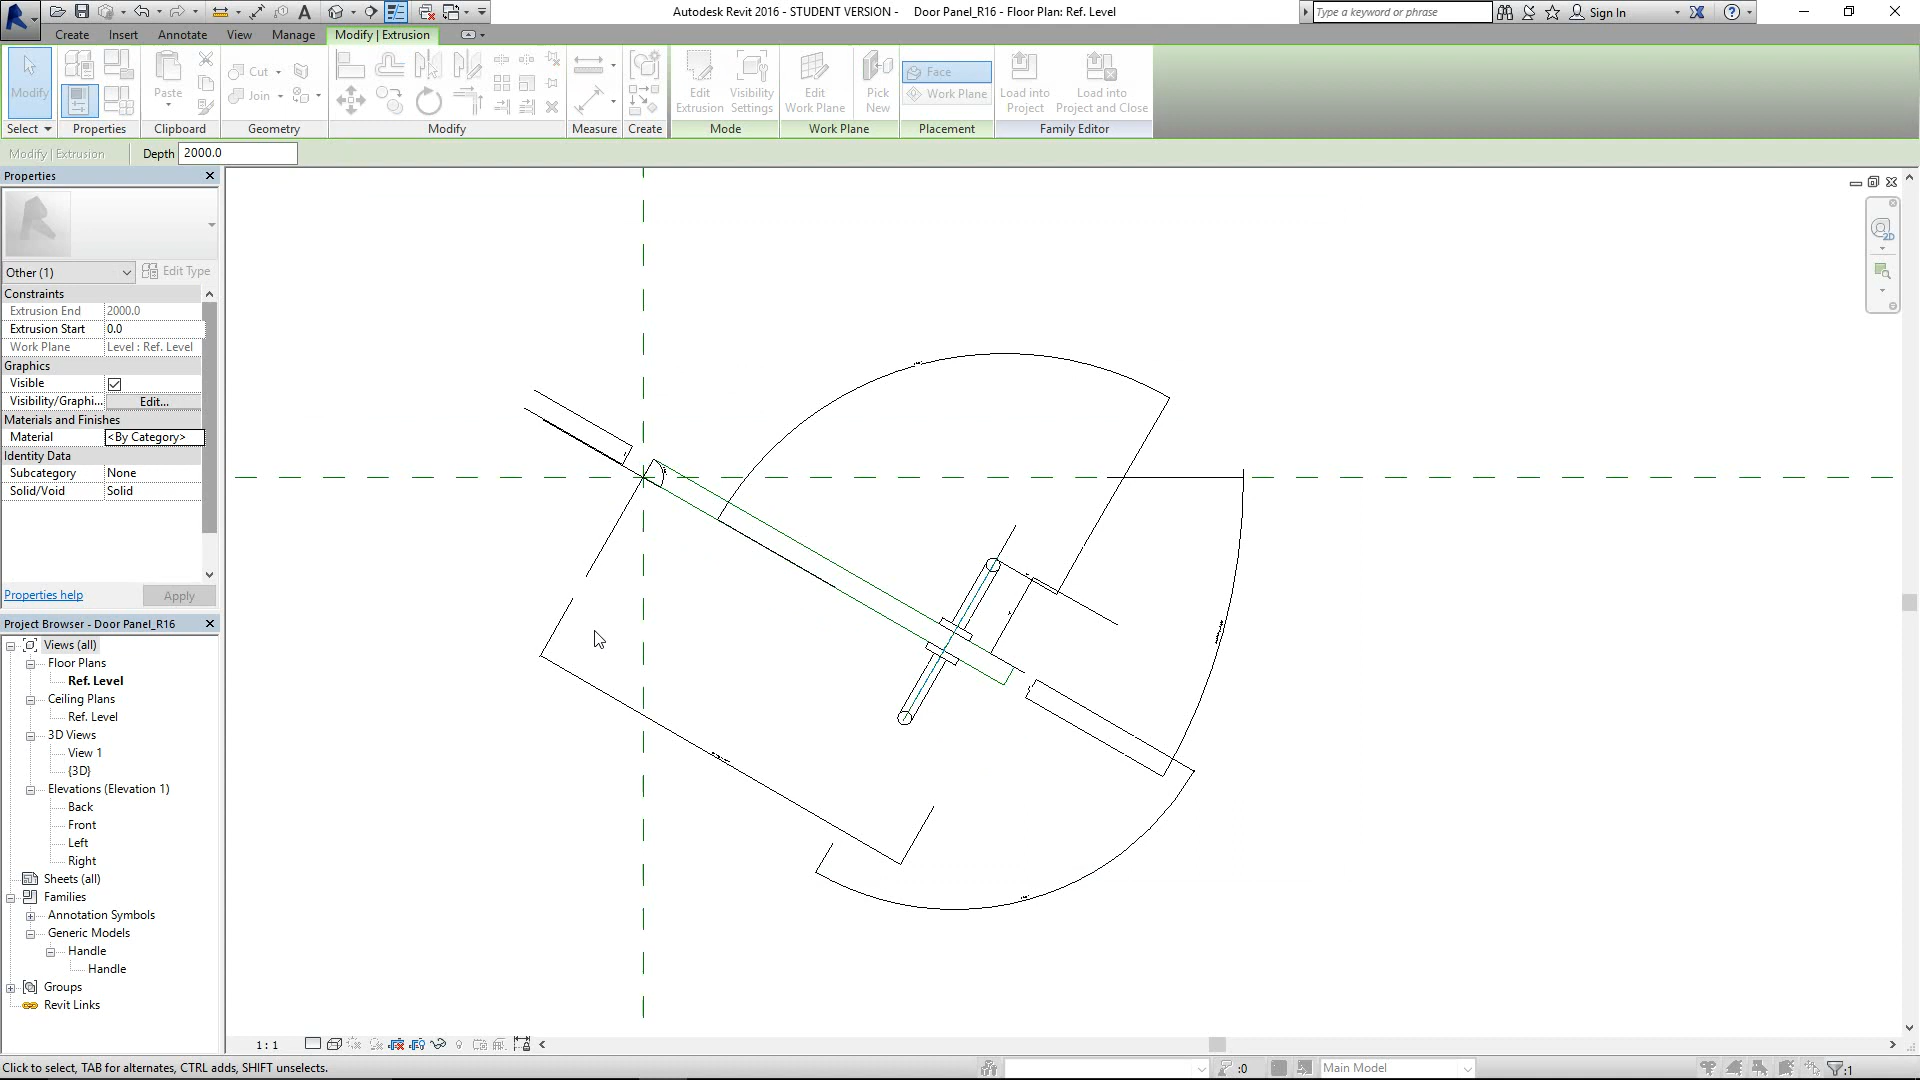 Autodesk Revit 2016 - STUDENT VERSION - Door Panel_R16 - Floor Plan: Ref. Level
Type a keyword or phrase
Sign In
Create Insert Annotate View Manage Modify | Extrusion
Modify
Paste
Cut
Join
Edit Extrusion
Visibility Settings
Edit Work Plane
Pick New
Face
Work Plane
Load into Project
Load into Project and Close
Select Properties Clipboard Geometry Modify Measure Create Mode Work Plane Placement Family Editor
Modify | Extrusion Depth 2000.0
Properties
Other (1) Edit Type
Constraints
Extrusion End 2000.0
Extrusion Start 0.0
Work Plane Level : Ref. Level
Graphics
Visible
Visibility/Graphi... Edit...
Materials and Finishes
Material <By Category>
Identity Data
Subcategory None
Solid/Void Solid
Properties help Apply
Project Browser - Door Panel_R16
Views (all)
Floor Plans
Ref. Level
Ceiling Plans
Ref. Level
3D Views
View 1
{3D}
Elevations (Elevation 1)
Back
Front
Left
Right
Sheets (all)
Families
Annotation Symbols
Generic Models
Handle
Handle
Groups
Revit Links
1 : 1
Click to select, TAB for alternates, CTRL adds, SHIFT unselects.
:0
Main Model
:1
2D